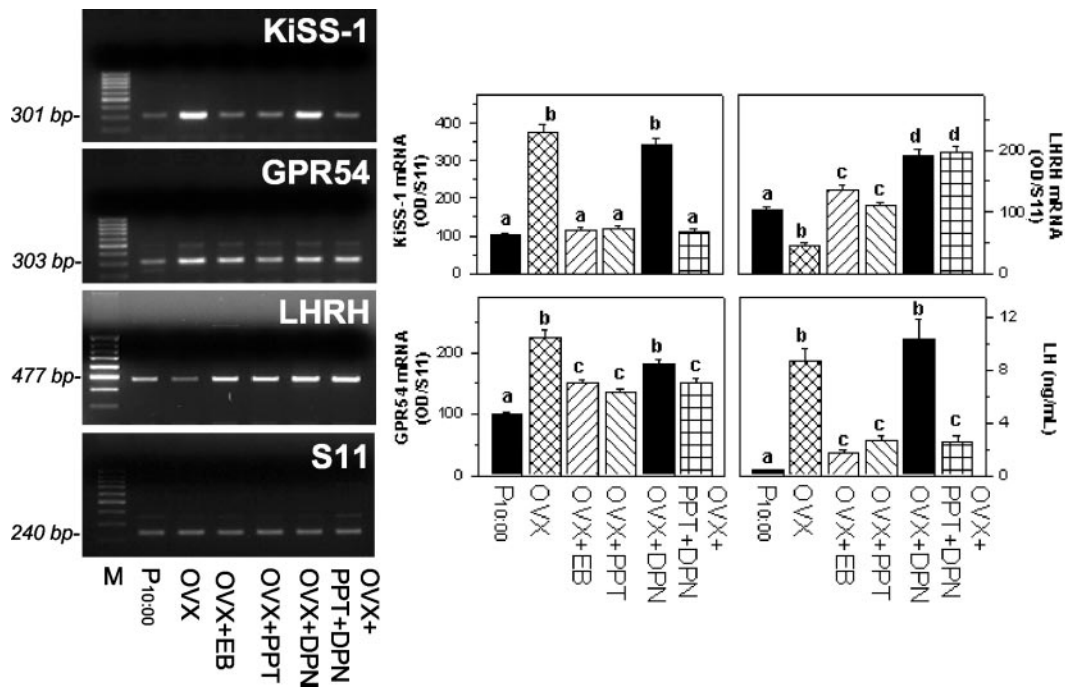 KiSS-1
301 bp-
GPR54
303 bp-
LHRH
477 bp-
S11
240 bp-
M
P10:00
OVX
OVX+EB
OVX+PPT
OVX+DPN
OVX+
PPT+DPN
KiSS-1 mRNA
(OD/S11)
400
300
200
100
0
a
b
a
a
b
a
LHRH mRNA
(OD/S11)
200
100
0
a
b
c
c
d
d
GPR54 mRNA
(OD/S11)
200
100
0
a
b
c
c
b
c
LH (ng/mL)
12
8
4
0
a
b
c
c
b
c
P10:00
OVX
OVX+EB
OVX+PPT
OVX+DPN
OVX+
PPT+DPN
P10:00
OVX
OVX+EB
OVX+PPT
OVX+DPN
OVX+
PPT+DPN